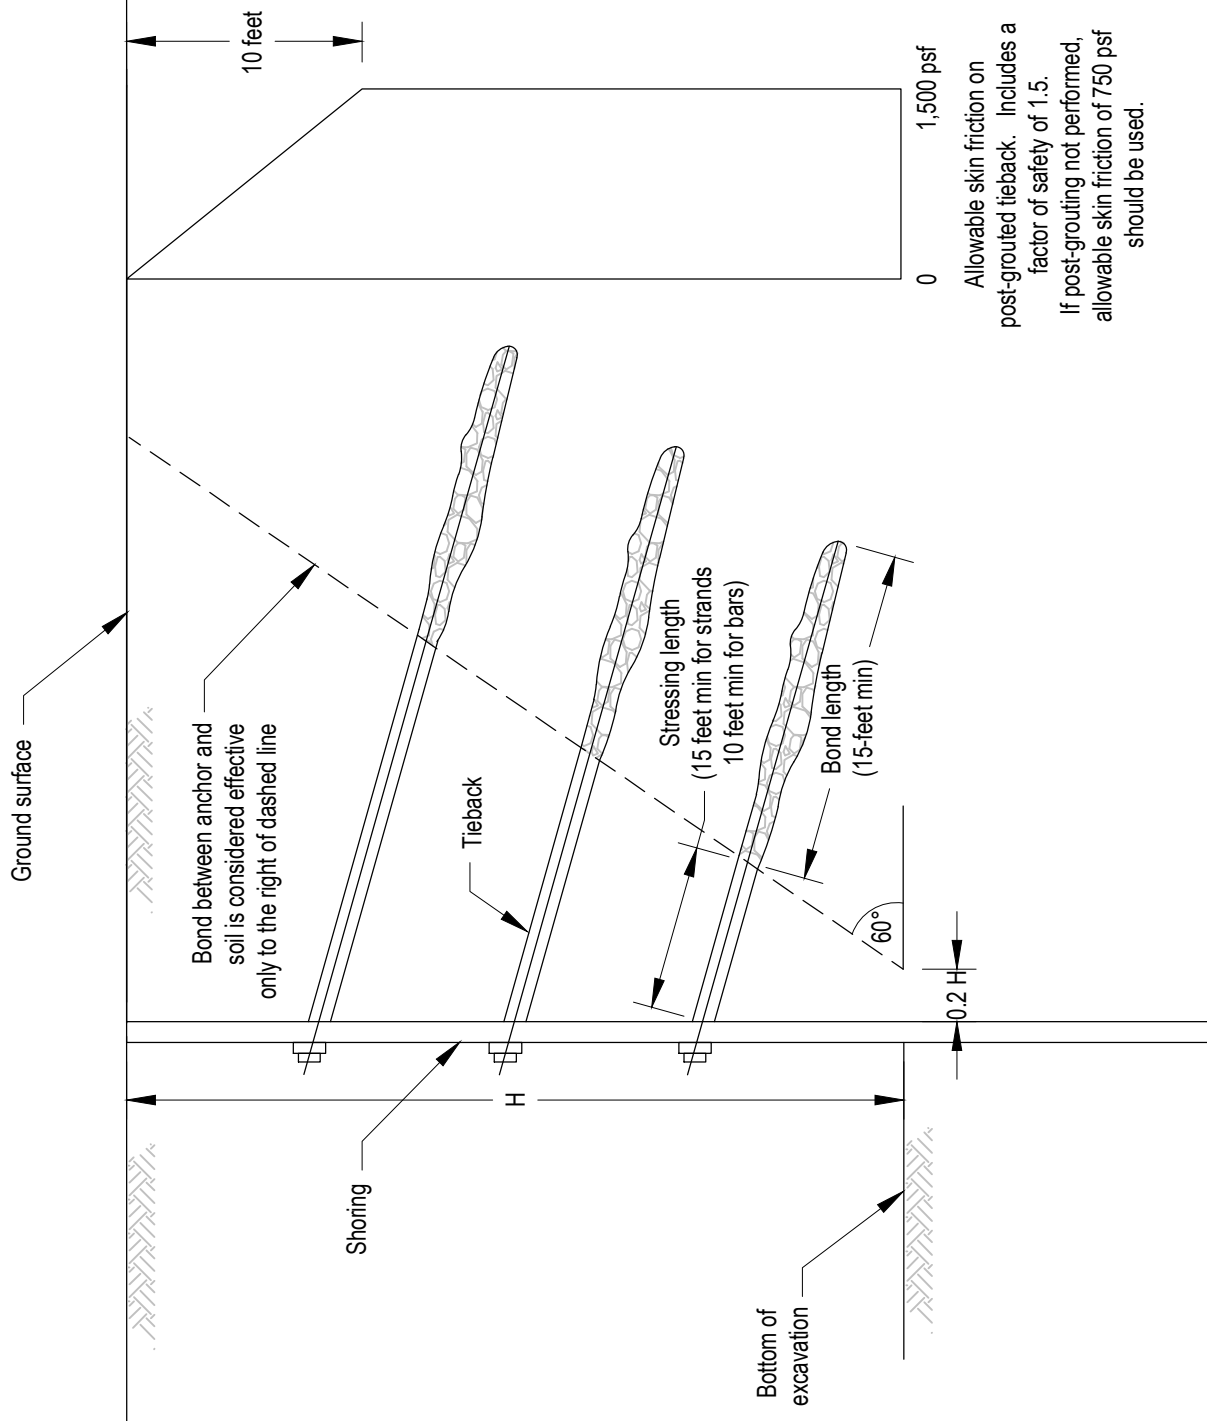 Ground surface
10 feet
Bond between anchor and
soil is considered effective
only to the right of dashed line
Tieback
Shoring
H
Stressing length
(15 feet min for strands
10 feet min for bars)
Bond length
(15-feet min)
60°
0.2 H
Bottom of
excavation
0
1,500 psf
Allowable skin friction on
post-grouted tieback. Includes a
factor of safety of 1.5.
If post-grouting not performed,
allowable skin friction of 750 psf
should be used.